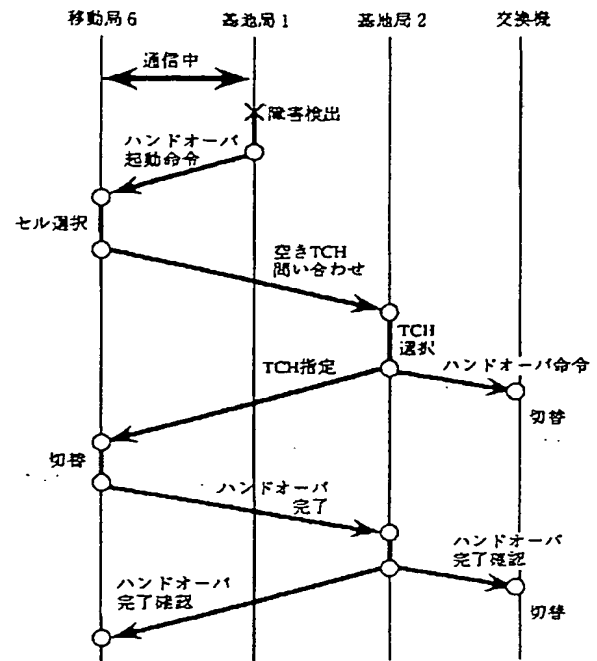 移動局6
基地局1
基地局2
交換機
通信中
障害検出
ハンドオーバ
起動命令
セル選択
空きTCH
問い合わせ
TCH
選択
TCH指定
ハンドオーバ命令
切替
切替
ハンドオーバ
完了
ハンドオーバ
完了確認
ハンドオーバ
完了確認
切替